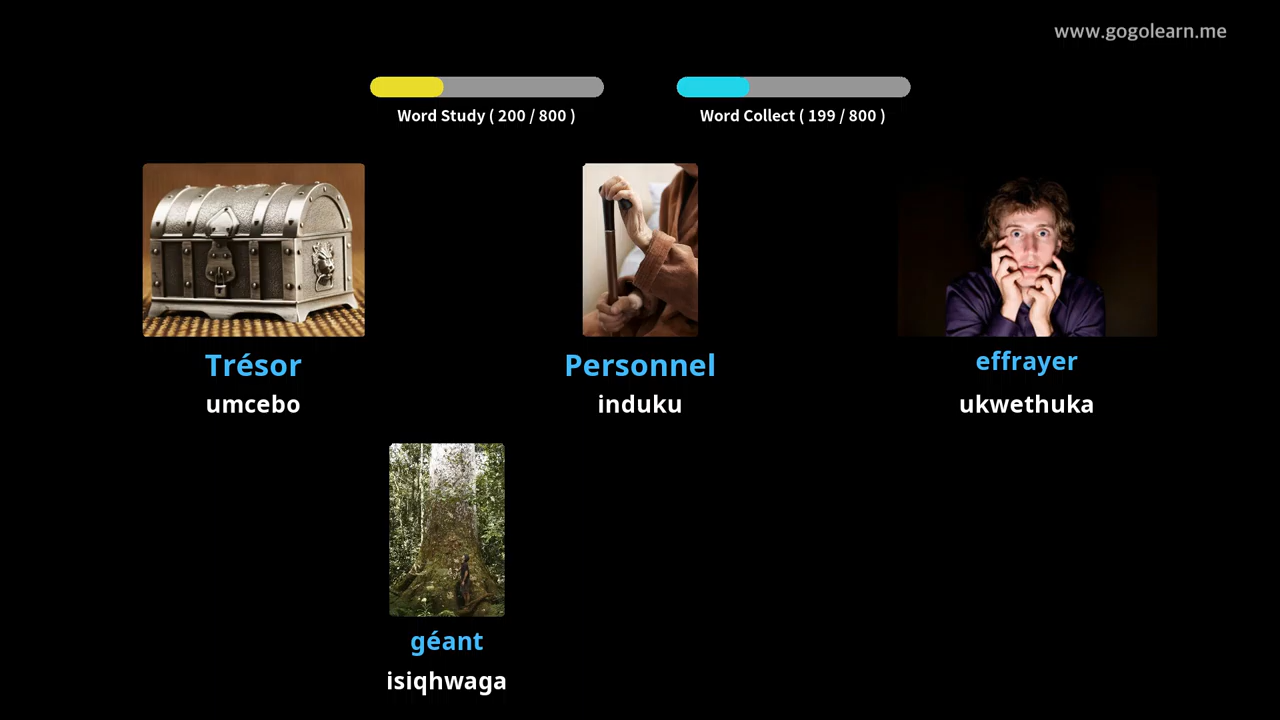 www.gogolearn.me
Word Study ( 200 / 800 )
Word Collect ( 199 / 800 )
Trésor
umcebo
Personnel
induku
effrayer
ukwethuka
géant
isiqhwaga